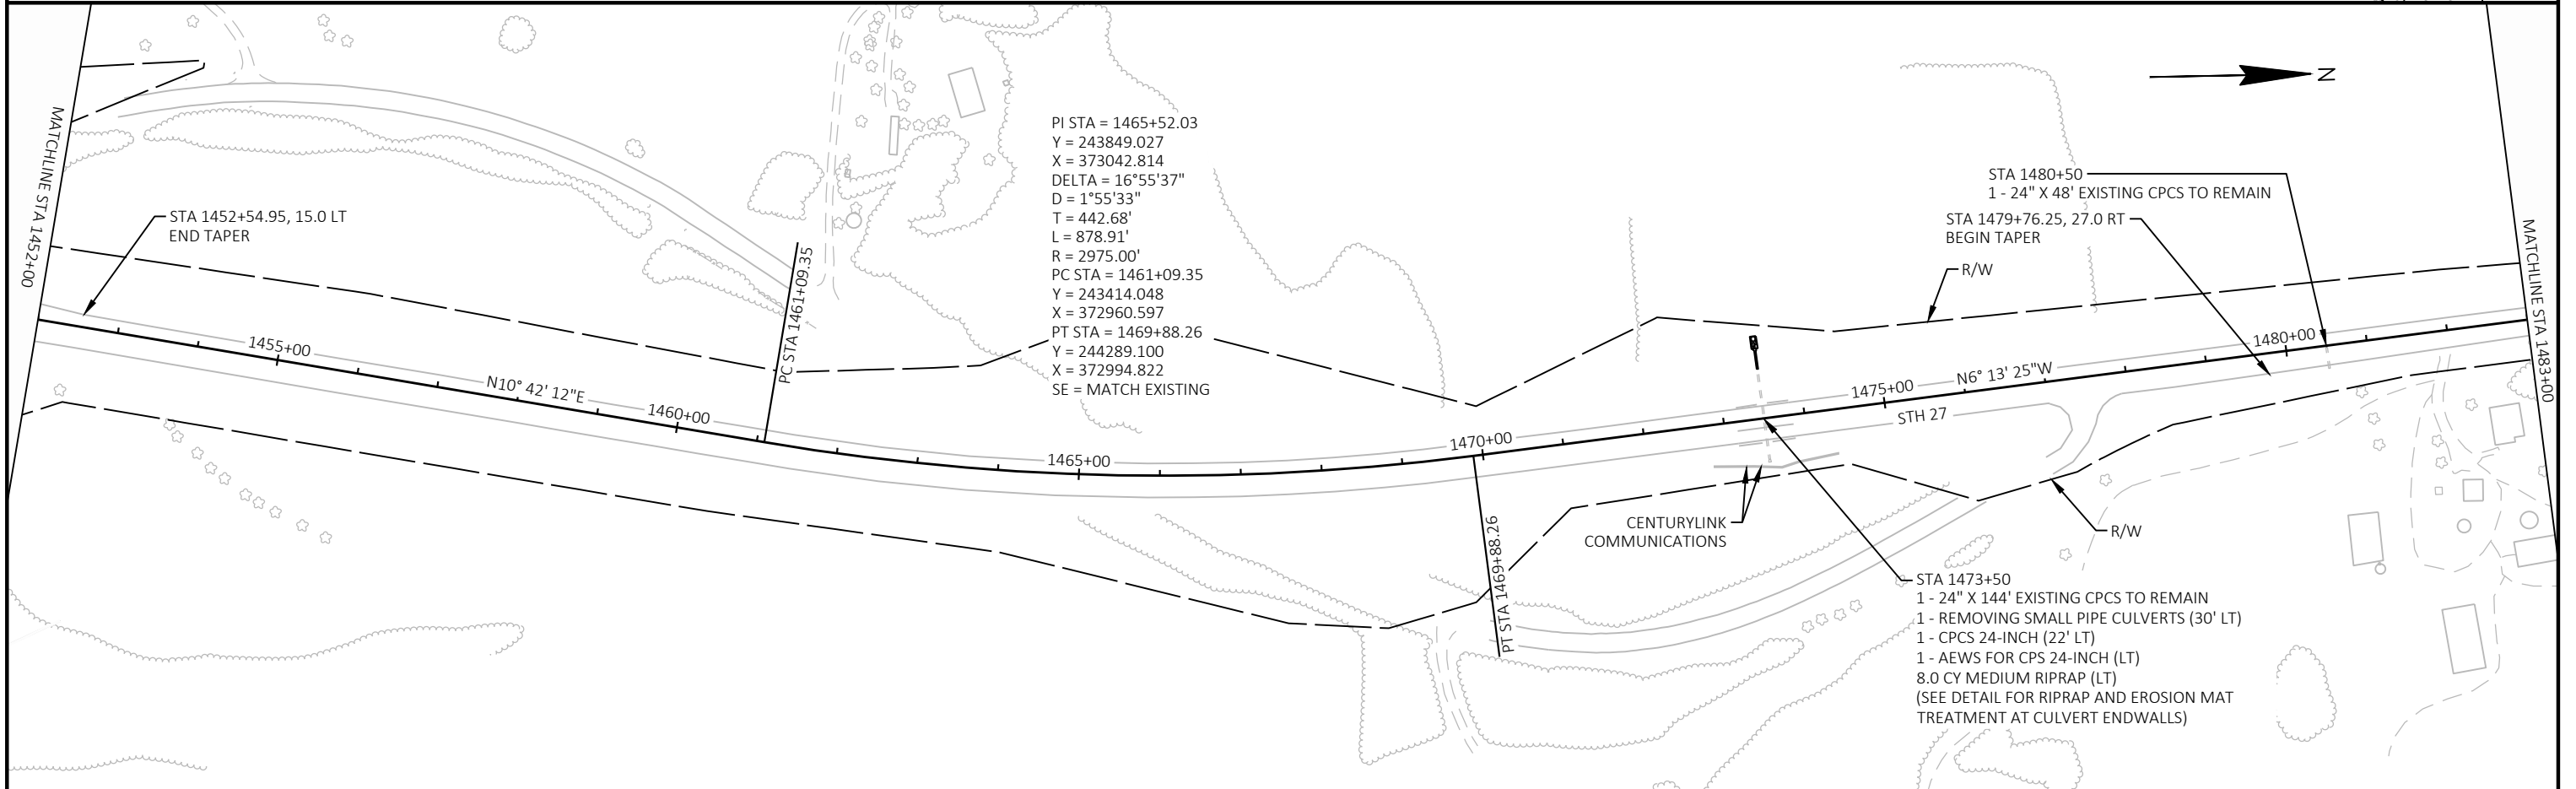 MATCHLINE STA 1452+00
STA 1452+54.95, 15.0 LT
END TAPER
1455+00
N10° 42' 12"E
1460+00
PC STA 1461+09.35
PI STA = 1465+52.03
Y = 243849.027
X = 373042.814
DELTA = 16°55'37"
D = 1°55'33"
T = 442.68'
L = 878.91'
R = 2975.00'
PC STA = 1461+09.35
Y = 243414.048
X = 372960.597
PT STA = 1469+88.26
Y = 244289.100
X = 372994.822
SE = MATCH EXISTING
1465+00
1470+00
PT STA 1469+88.26
CENTURYLINK
COMMUNICATIONS
1475+00
N6° 13' 25"W
STH 27
N
STA 1480+50
1 - 24" X 48' EXISTING CPCS TO REMAIN
STA 1479+76.25, 27.0 RT
BEGIN TAPER
R/W
1480+00
R/W
STA 1473+50
1 - 24" X 144' EXISTING CPCS TO REMAIN
1 - REMOVING SMALL PIPE CULVERTS (30' LT)
1 - CPCS 24-INCH (22' LT)
1 - AEWS FOR CPS 24-INCH (LT)
8.0 CY MEDIUM RIPRAP (LT)
(SEE DETAIL FOR RIPRAP AND EROSION MAT
TREATMENT AT CULVERT ENDWALLS)
MATCHLINE STA 1483+00